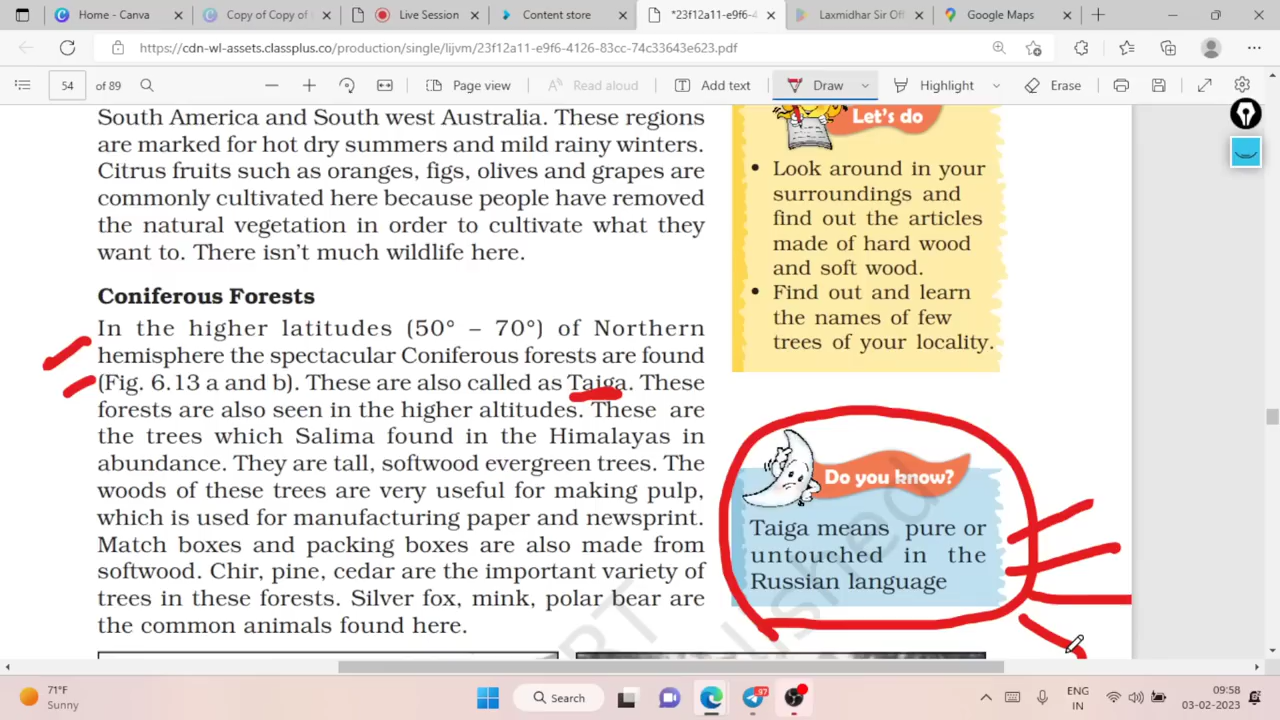 Home - Canva
Copy of Copy of
Live Session
Content store
*23f12a11-e9f6-4
Laxmidhar Sir Off
Google Maps
https://cdn-wl-assets.classplus.co/production/single/lijvm/23f12a11-e9f6-4126-83cc-74c33643e623.pdf
54 of 89
Page view
Read aloud
Add text
Draw
Highlight
Erase
South America and South west Australia. These regions
are marked for hot dry summers and mild rainy winters.
Citrus fruits such as oranges, figs, olives and grapes are
commonly cultivated here because people have removed
the natural vegetation in order to cultivate what they
want to. There isn't much wildlife here.
Coniferous Forests
In the higher latitudes (50° – 70°) of Northern
hemisphere the spectacular Coniferous forests are found
(Fig. 6.13 a and b). These are also called as Taiga. These
forests are also seen in the higher altitudes. These are
the trees which Salima found in the Himalayas in
abundance. They are tall, softwood evergreen trees. The
woods of these trees are very useful for making pulp,
which is used for manufacturing paper and newsprint.
Match boxes and packing boxes are also made from
softwood. Chir, pine, cedar are the important variety of
trees in these forests. Silver fox, mink, polar bear are
the common animals found here.
Let's do
• Look around in your
surroundings and
find out the articles
made of hard wood
and soft wood.
• Find out and learn
the names of few
trees of your locality.
Do you know?
Taiga means pure or
untouched in the
Russian language
71°F
Sunny
Search
97
ENG
IN
09:58
03-02-2023